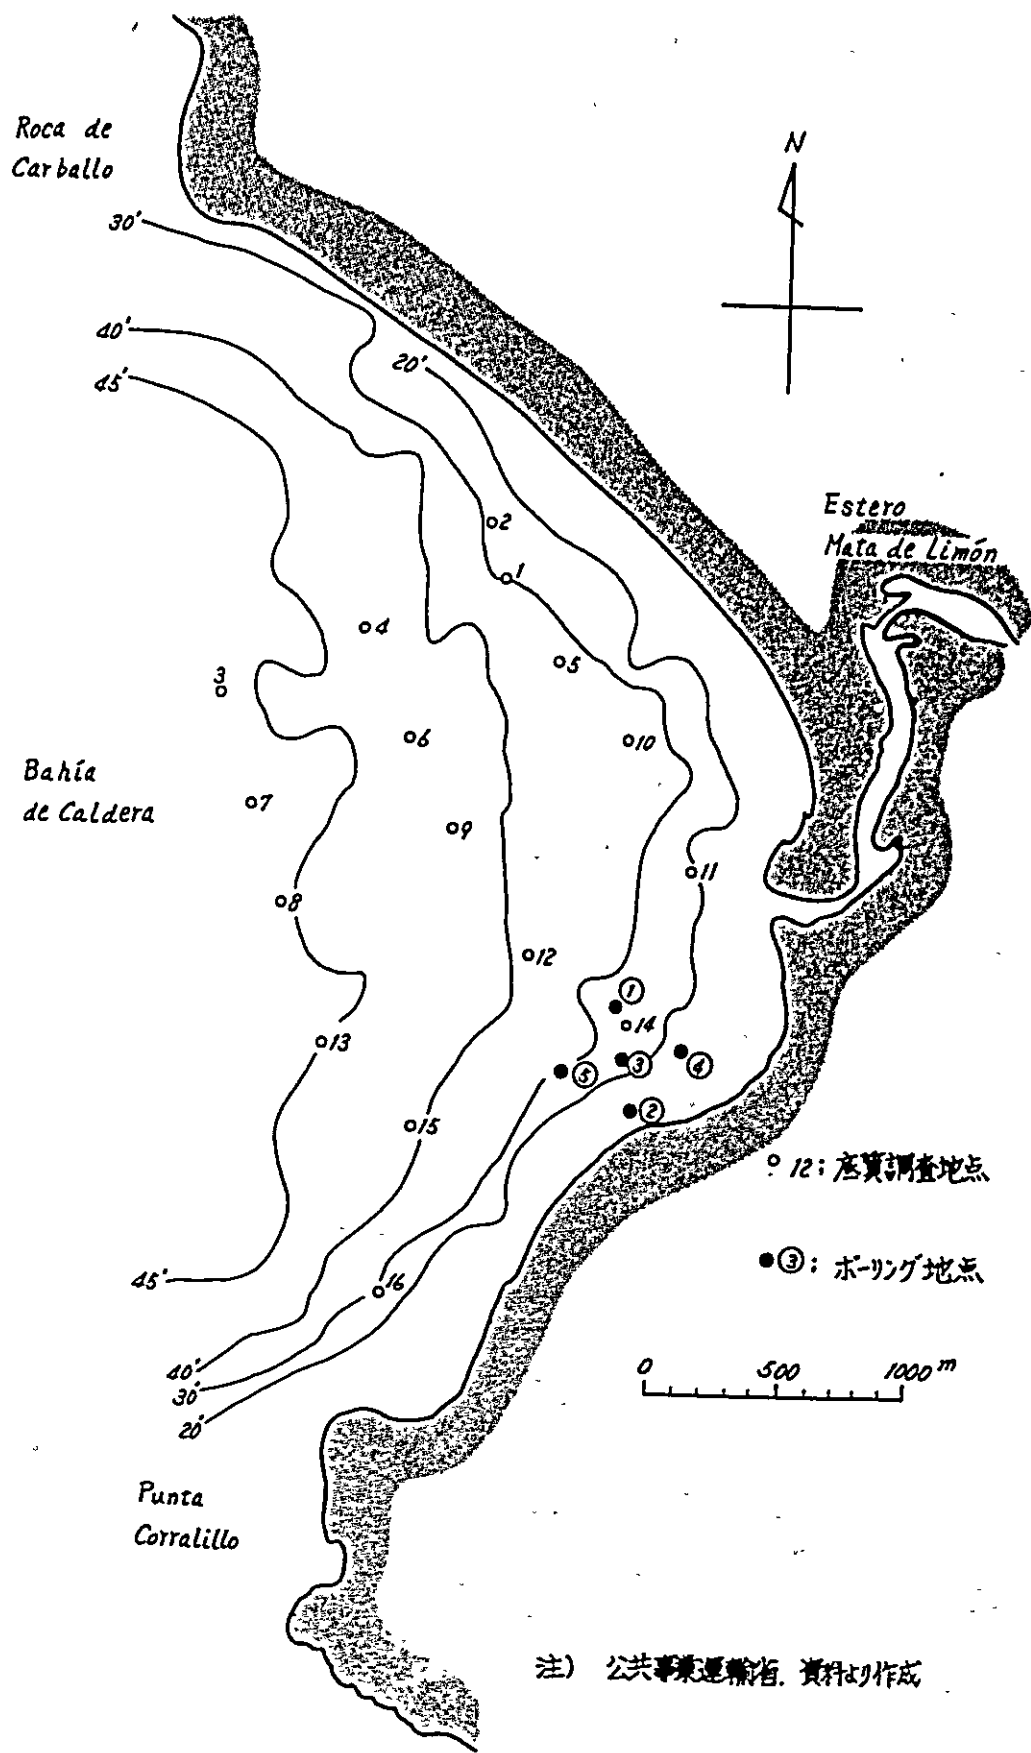 N
Roca de
Carballo
30'
40'
45'
20'
Estero
Mata de Limón
2
1
4
5
3
6
10
Bahía
de Caldera
7
9
11
8
12
①
14
13
③
④
⑤
②
15
12; 底質調査地点
16
③: ボーリング地点
45'
0 500 1000 m
40'
30'
20'
Punta
Corralillo
注) 公共事業運輸省. 資料より作成